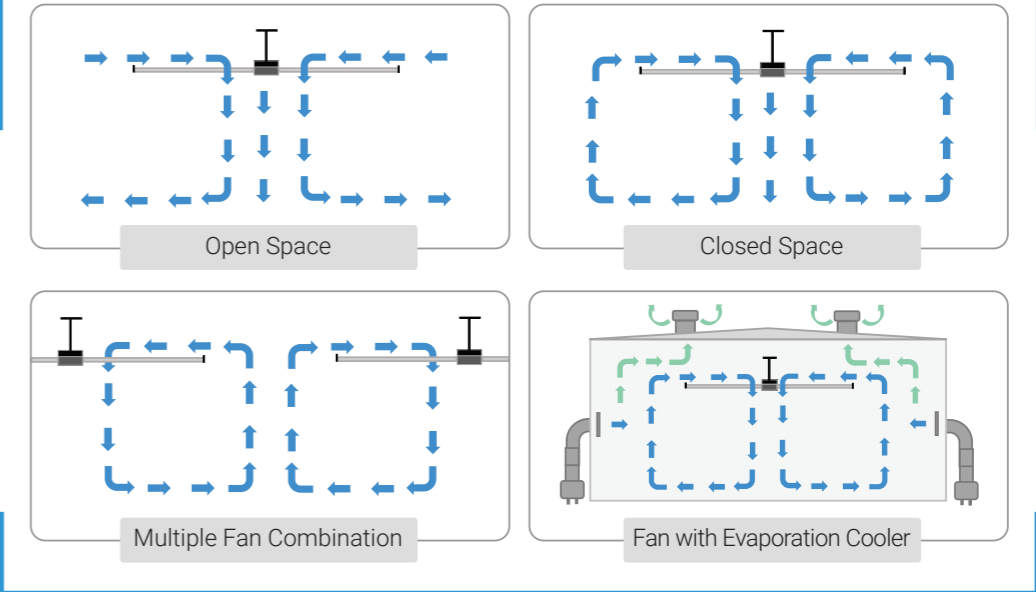 Open Space
Closed Space
Multiple Fan Combination
Fan with Evaporation Cooler